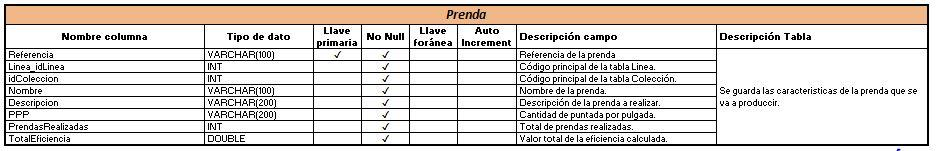 Prenda
Nombre columna Tipo de dato Llave primaria No Null Llave foránea Auto Increment Descripción campo Descripción Tabla
Referencia VARCHAR(100) ✓ ✓ Referencia de la prenda
Linea_idLinea INT ✓ Código principal de la tabla Linea.
idColeccion INT ✓ Código principal de la tabla Colección.
Nombre VARCHAR(100) ✓ Nombre de la prenda.
Descripcion VARCHAR(200) ✓ Descripción de la prenda a realizar.
PPP VARCHAR(200) ✓ Cantidad de puntada por pulgada.
PrendasRealizadas INT ✓ Total de prendas realizadas.
TotalEficiencia DOUBLE ✓ Valor total de la eficiencia calculada.
Se guarda las caracteristicas de la prenda que se
va a produccir.